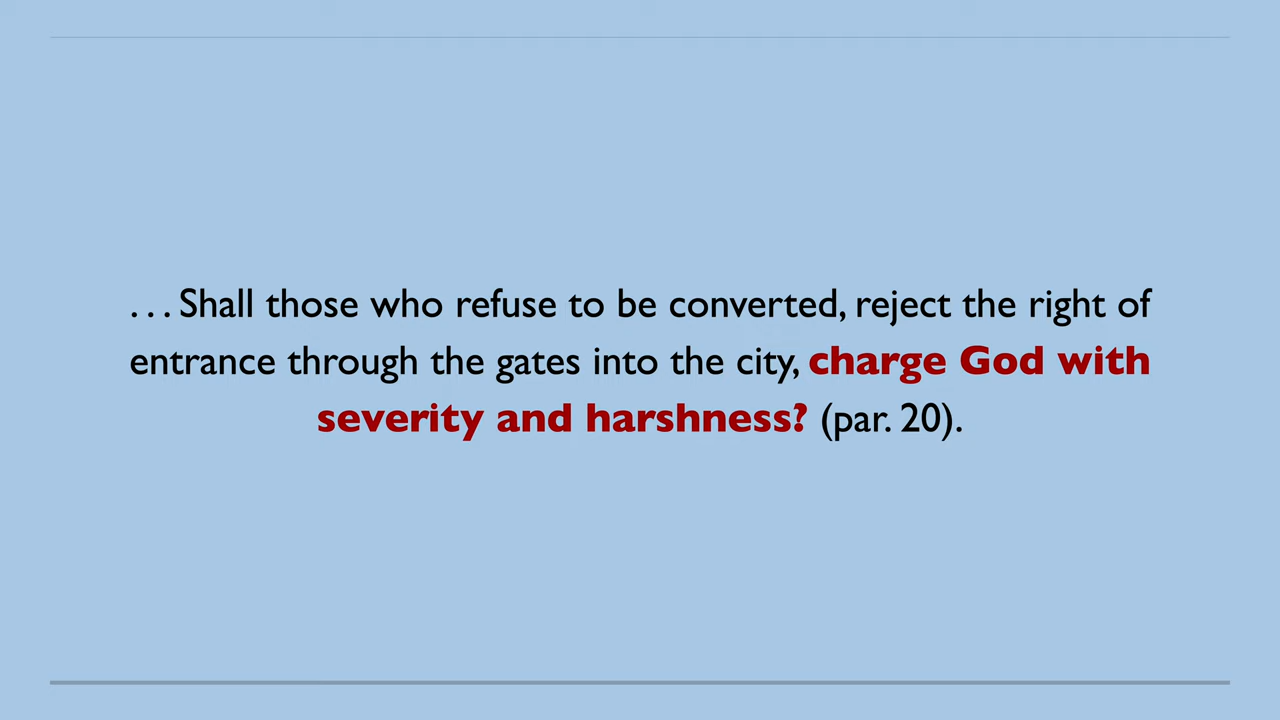 . . . Shall those who refuse to be converted, reject the right of
entrance through the gates into the city, charge God with
severity and harshness? (par. 20).